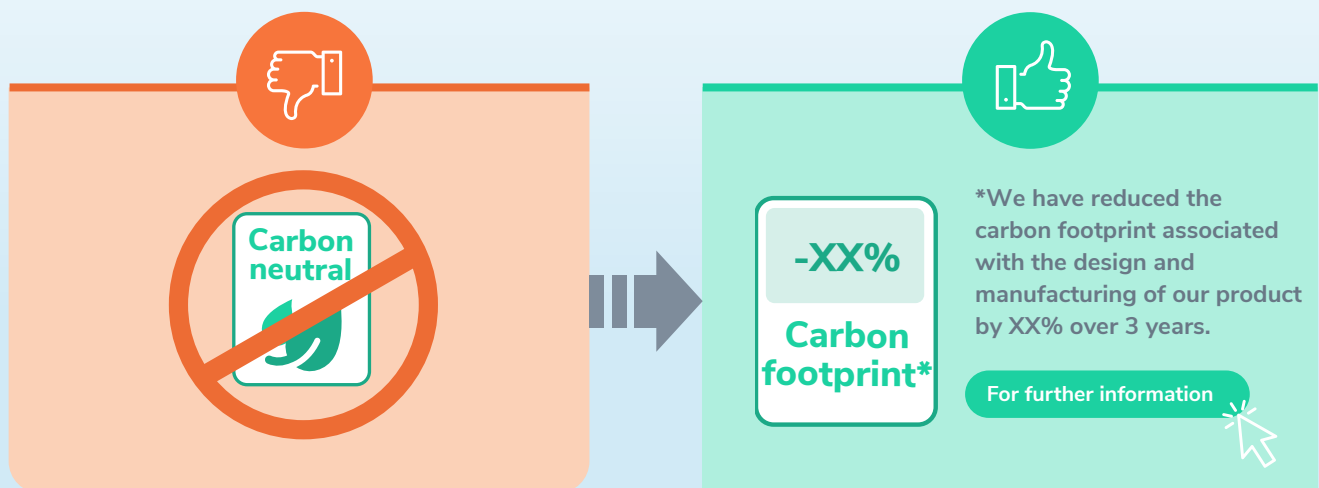 Carbon
neutral
-XX%
Carbon
footprint*
*We have reduced the
carbon footprint associated
with the design and
manufacturing of our product
by XX% over 3 years.
For further information